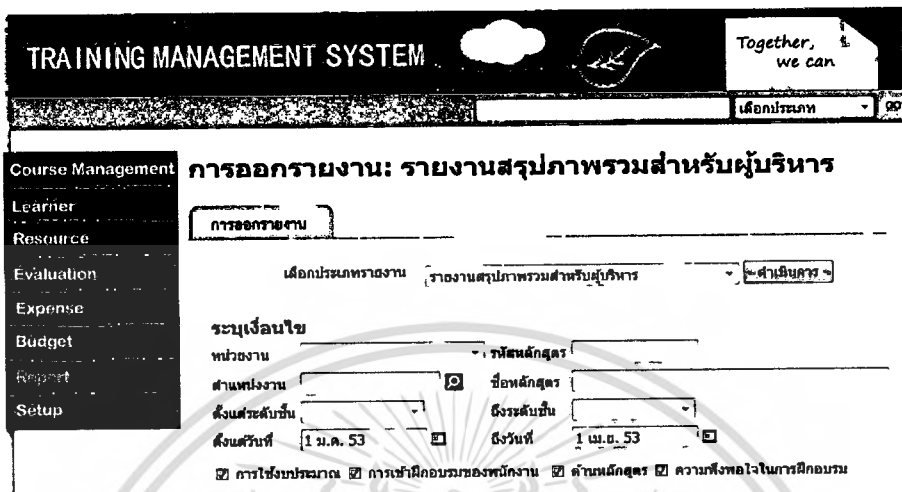 TRAINING MANAGEMENT SYSTEM
Together,
we can
เลือกประเภท
Course Management
Learner
Resource
Evaluation
Expense
Budget
Report
Setup
การออกรายงาน: รายงานสรุปภาพรวมสำหรับผู้บริหาร
การออกรายงาน
เลือกประเภทรายงาน รายงานสรุปภาพรวมสำหรับผู้บริหาร ดำเนินการ
ระบุเงื่อนไข
หน่วยงาน รหัสหลักสูตร
ตำแหน่งงาน ชื่อหลักสูตร
ตั้งแต่ระดับชั้น ถึงระดับชั้น
ตั้งแต่วันที่ 1 ม.ค. 53 ถึงวันที่ 1 เม.ย. 53
การใช้งบประมาณ การเข้าฝึกอบรมของพนักงาน ด้านหลักสูตร ความพึงพอใจในการฝึกอบรม